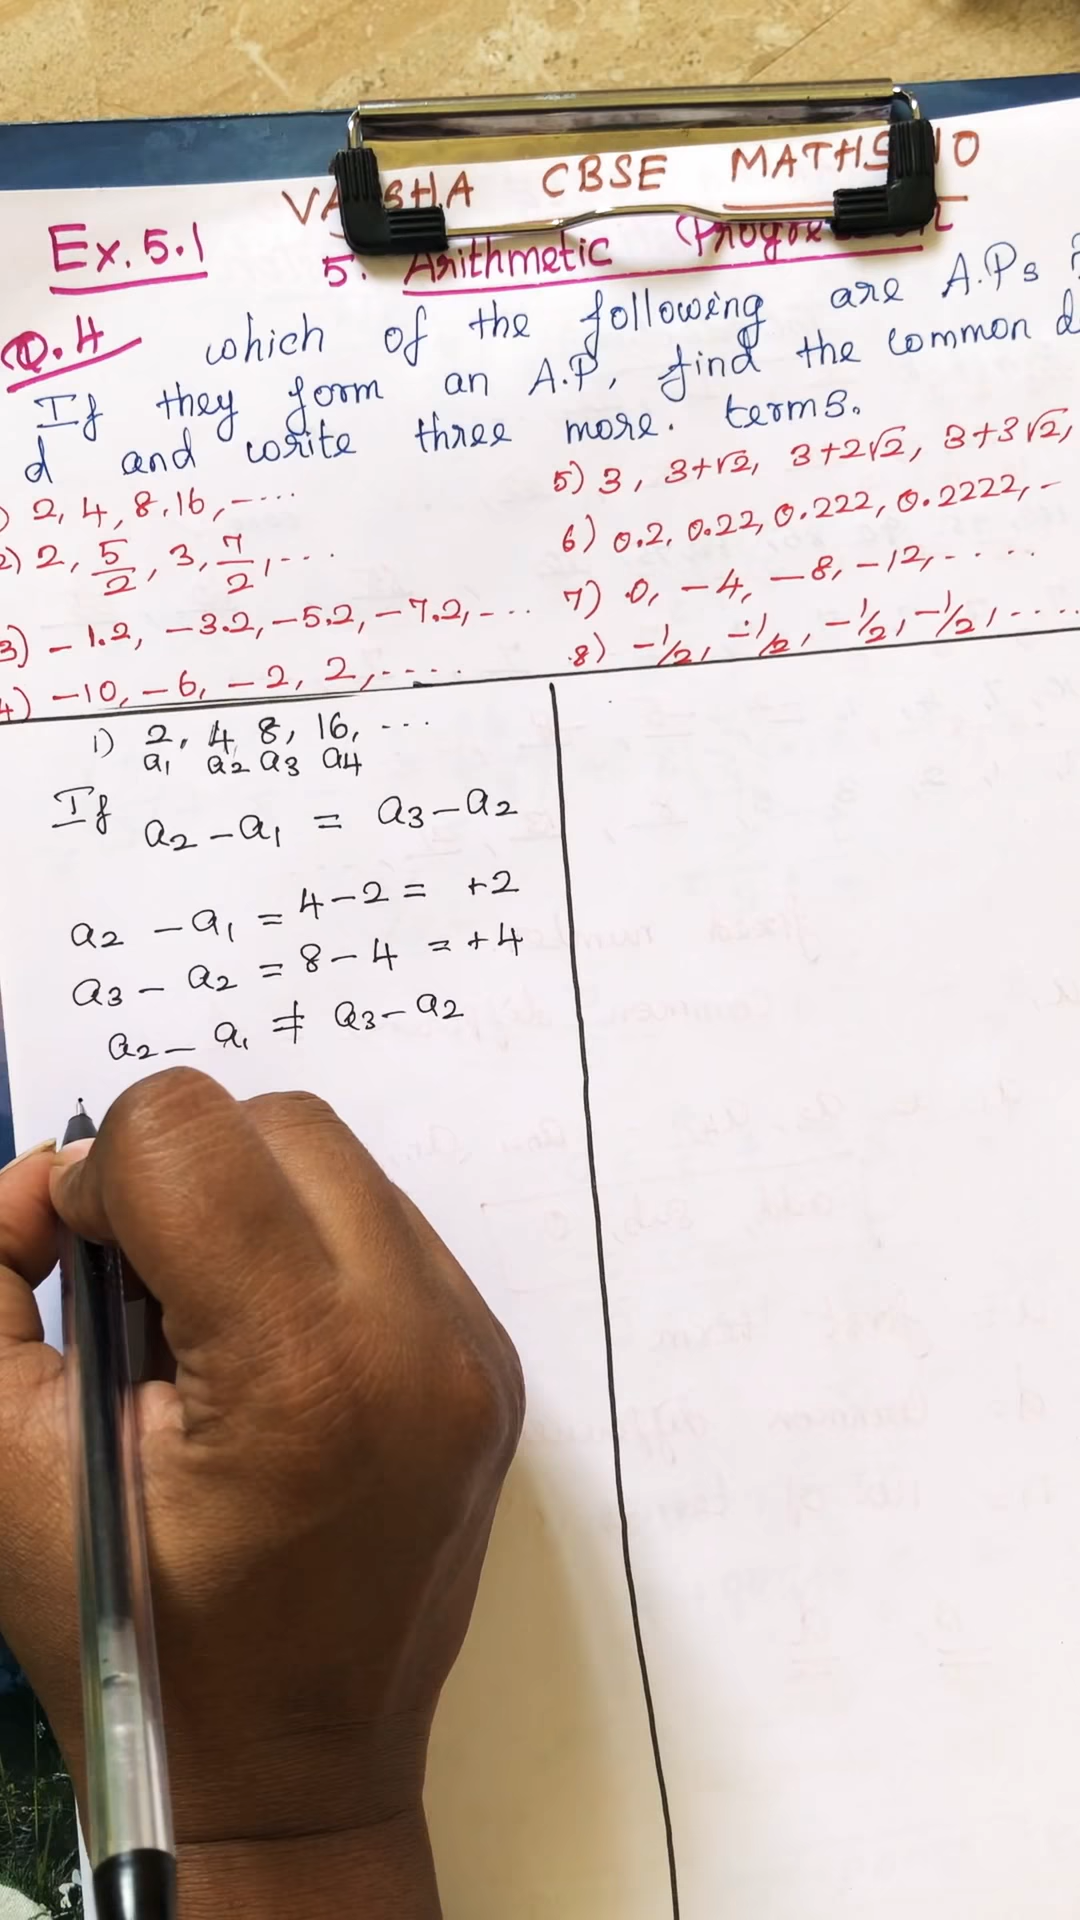 CBSE MATHS 10
Ex. 5.1
5. Arithmetic
Q.4 which of the following are A.Ps ?
If they form an A.P, find the common d
d and write three more. terms.
) 2, 4, 8, 16, -....
2) 2, 5/2, 3, 7/2, -...
3) -1.2, -3.2, -5.2, -7.2, -...
4) -10, -6, -2, 2, -....
5) 3, 3+√2, 3+2√2, 3+3√2,
6) 0.2, 0.22, 0.222, 0.2222, -
7) 0, -4, -8, -12, -....
8) -1/2, -1/2, -1/2, -1/2, ....
1) 2, 4 8, 16, ...
a1 a2 a3 a4
If a2 - a1 = a3 - a2
a2 - a1 = 4 - 2 = +2
a3 - a2 = 8 - 4 = +4
a2 - a1 ≠ a3 - a2